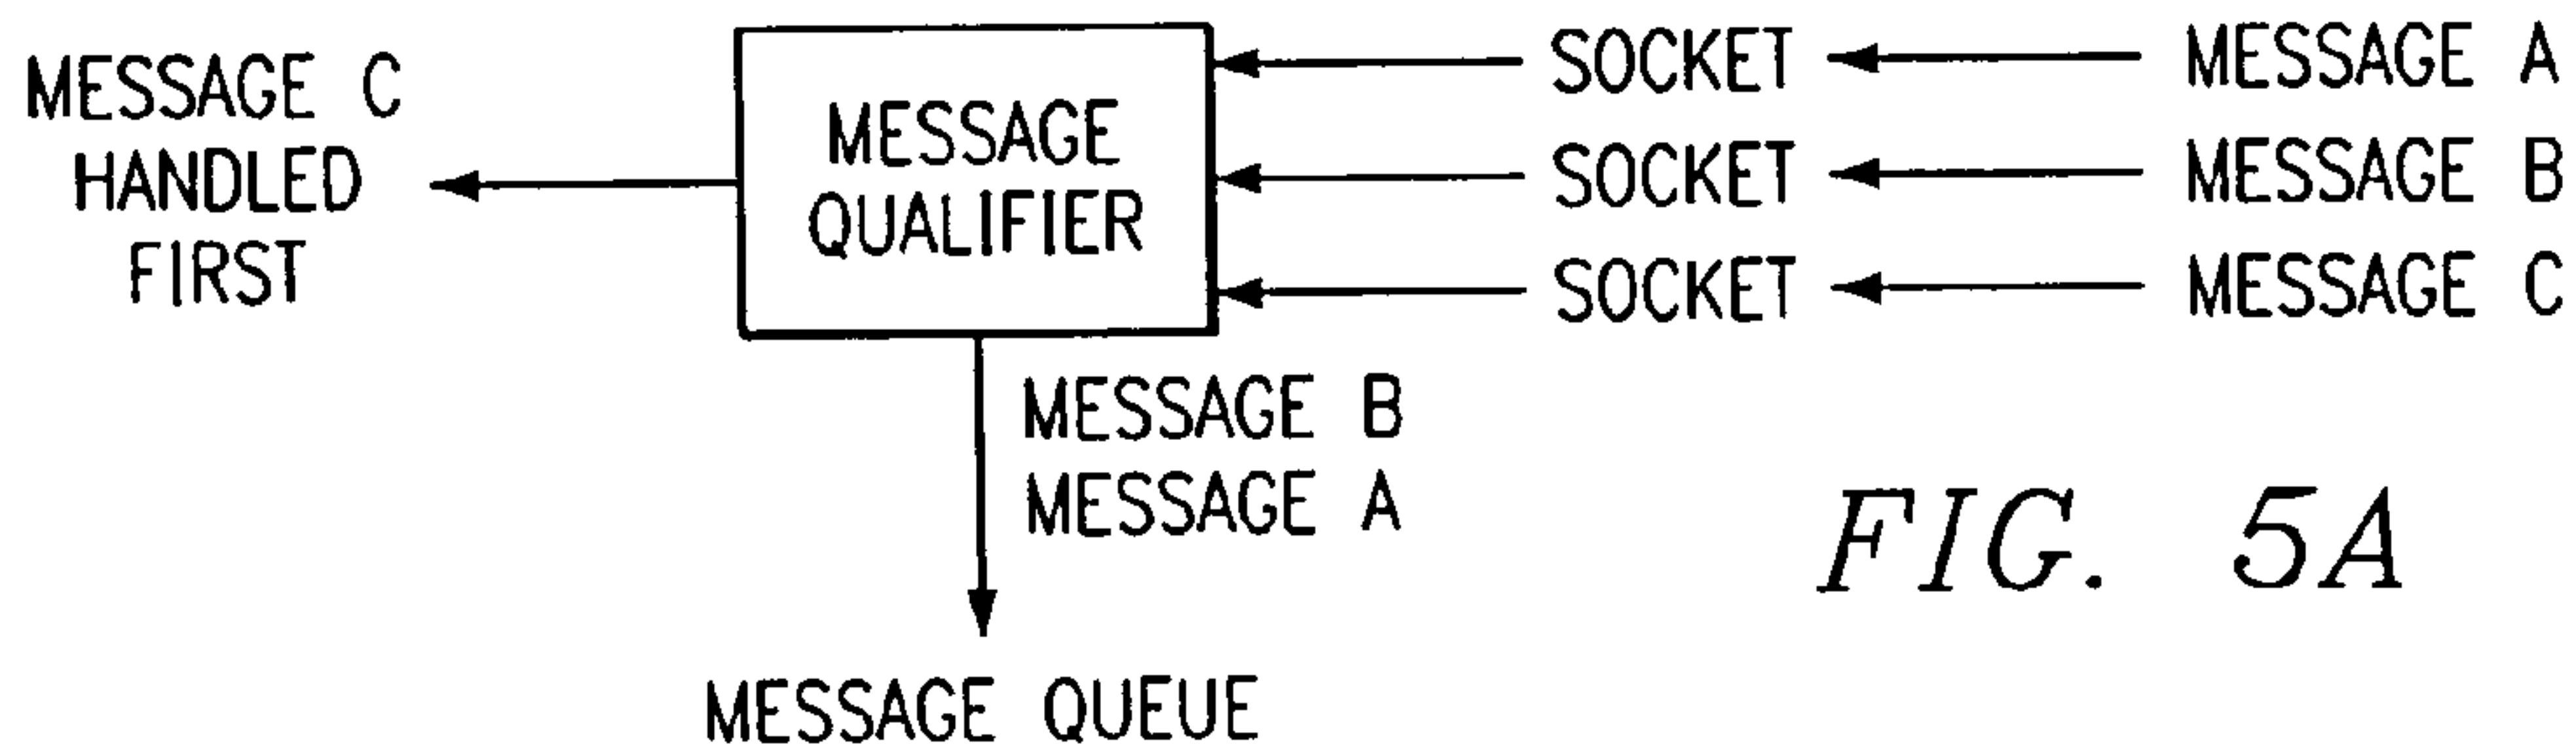 MESSAGE C
HANDLED
FIRST
MESSAGE
QUALIFIER
SOCKET
MESSAGE A
SOCKET
MESSAGE B
SOCKET
MESSAGE C
MESSAGE B
MESSAGE A
MESSAGE QUEUE
FIG. 5A